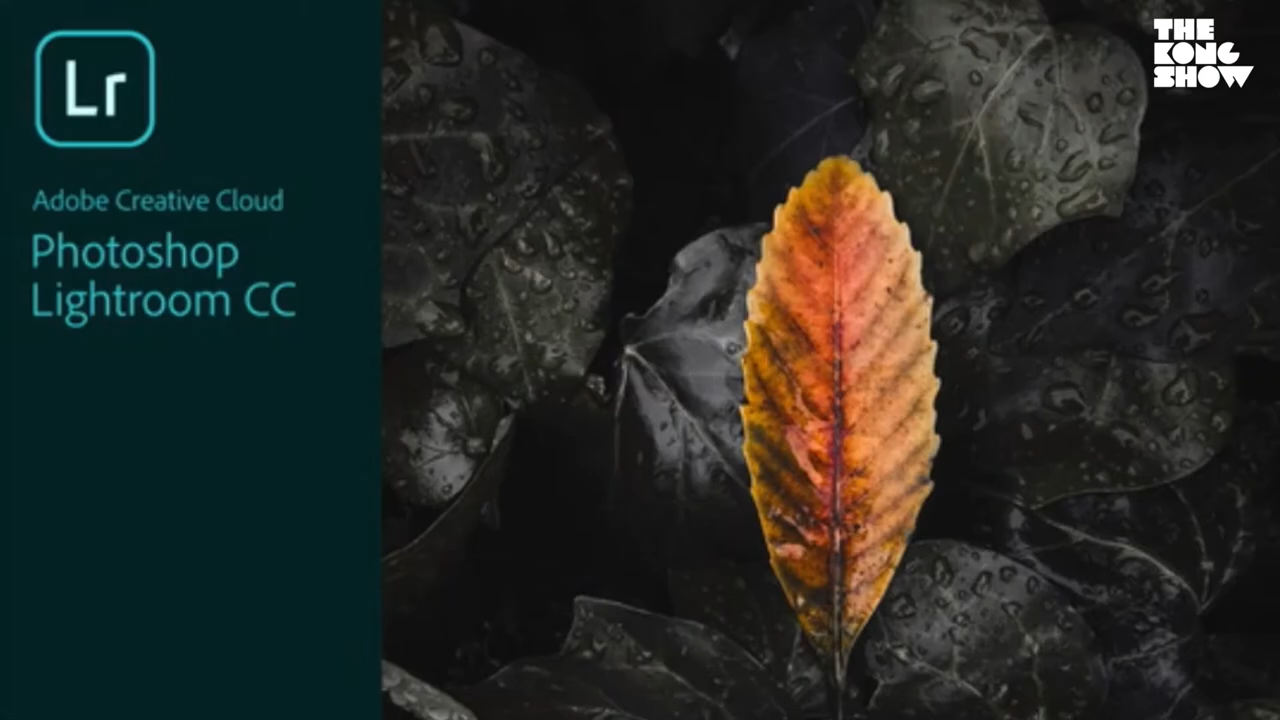 Lr
Adobe Creative Cloud
Photoshop
Lightroom CC
THE
KONG
SHOW